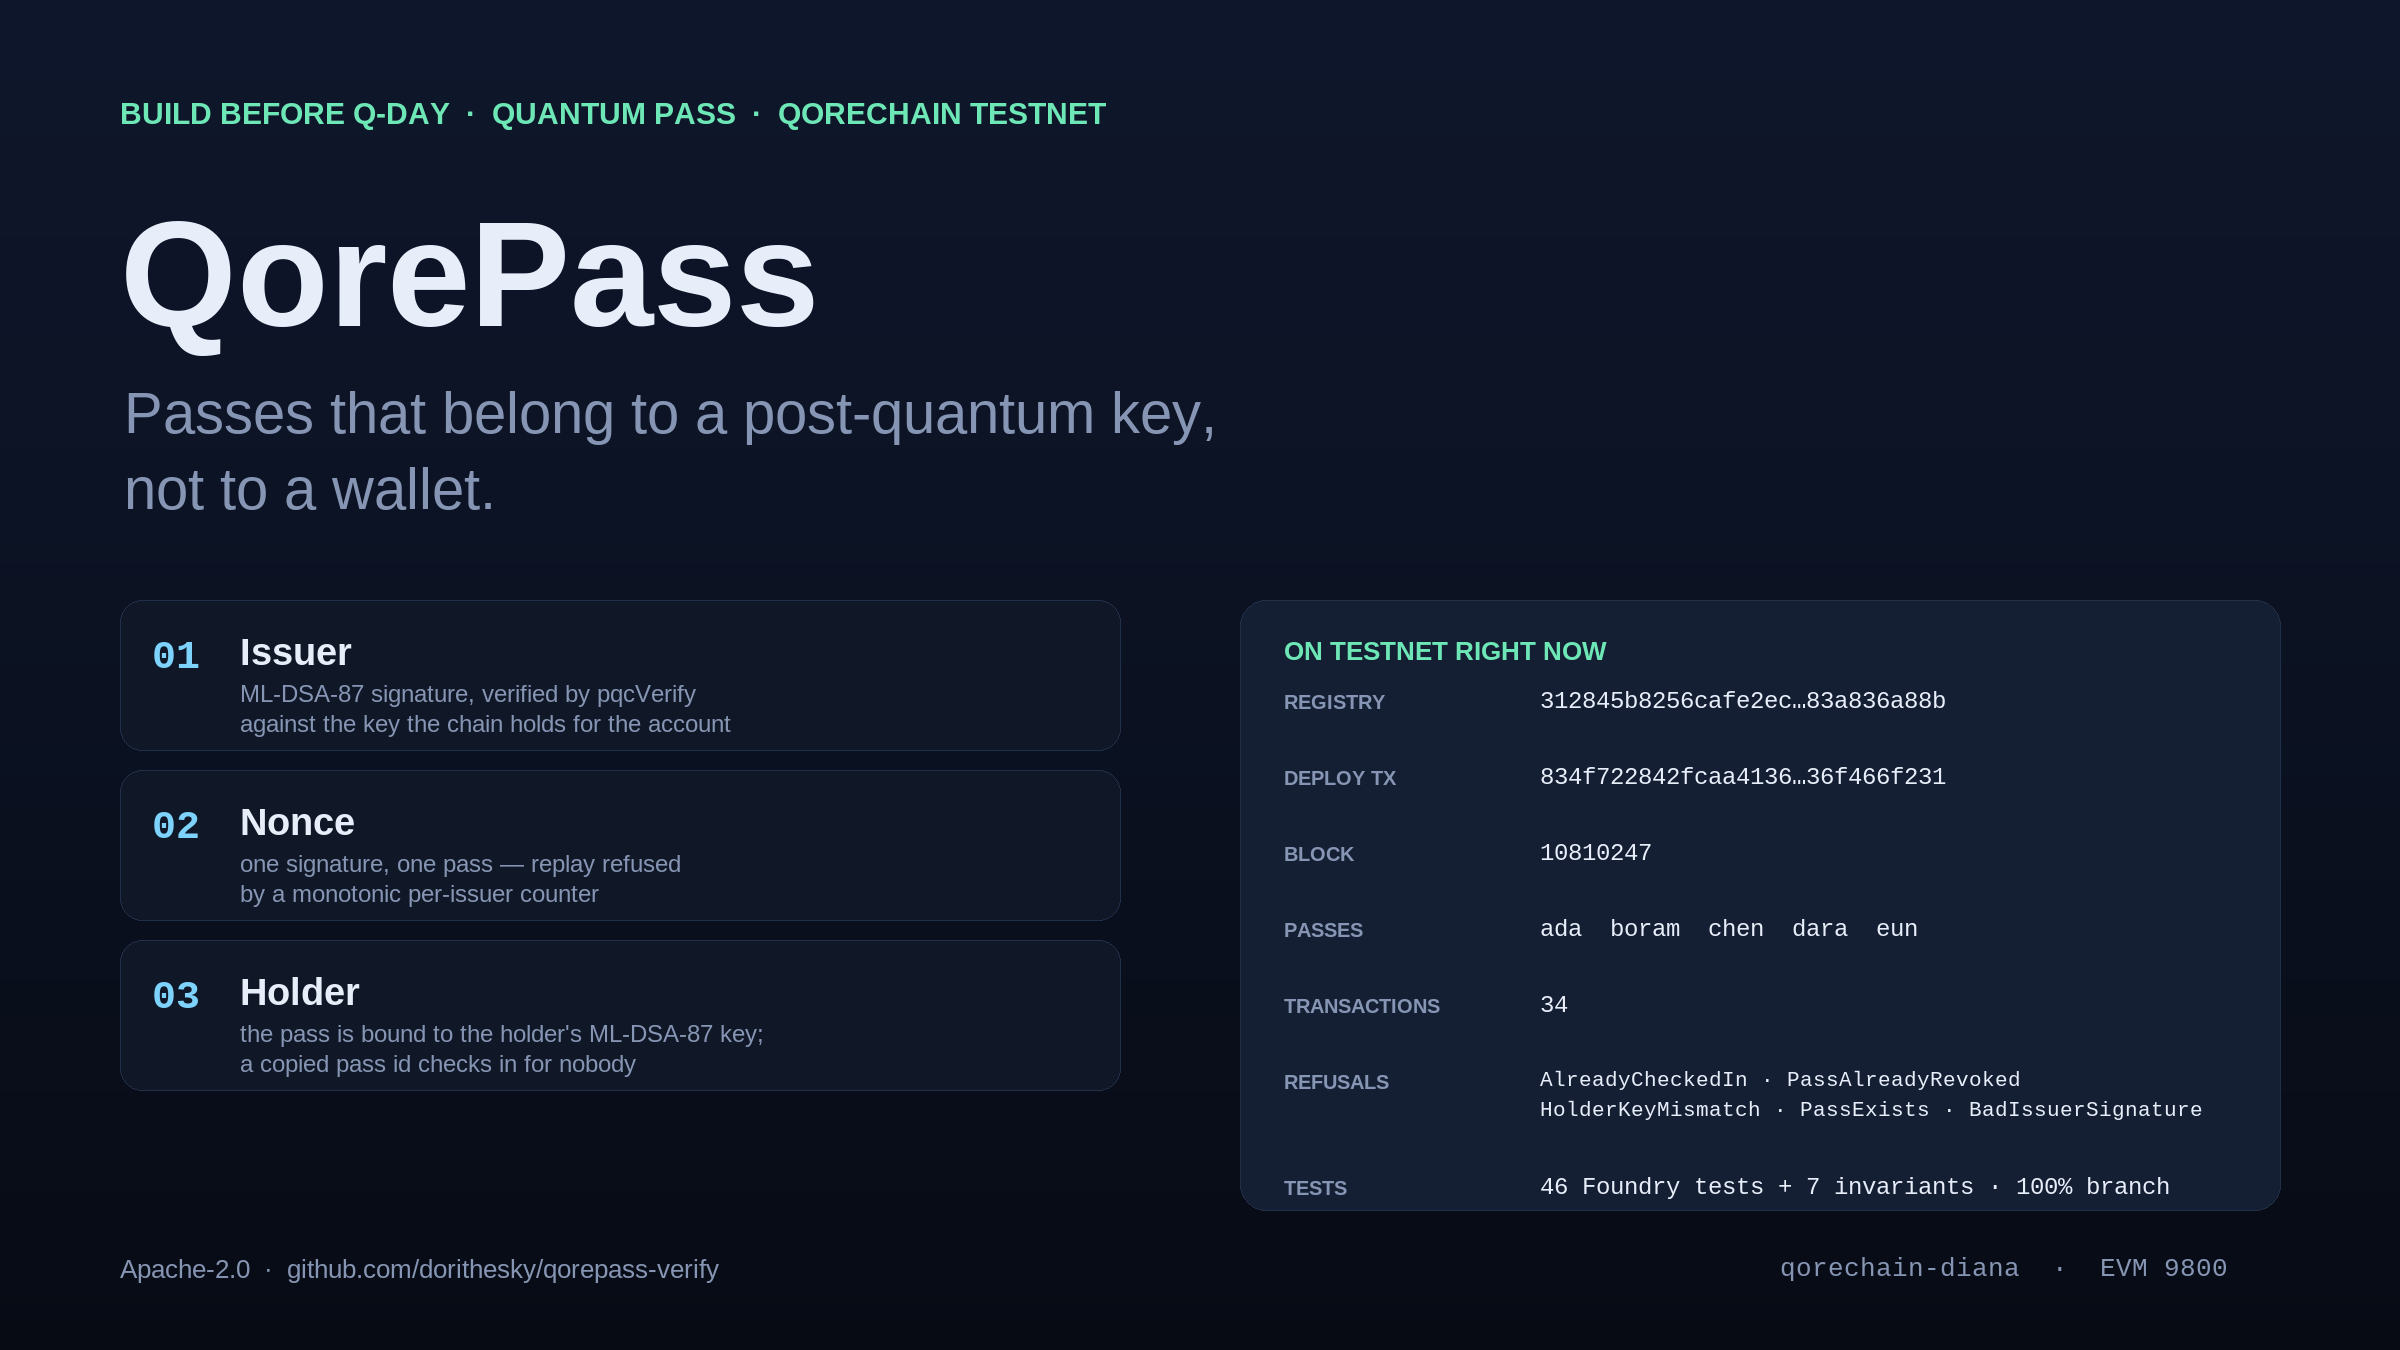 BUILD BEFORE Q-DAY · QUANTUM PASS · QORECHAIN TESTNET
QorePass
Passes that belong to a post-quantum key,
not to a wallet.
01 Issuer
ML-DSA-87 signature, verified by pqcVerify
against the key the chain holds for the account
02 Nonce
one signature, one pass — replay refused
by a monotonic per-issuer counter
03 Holder
the pass is bound to the holder's ML-DSA-87 key;
a copied pass id checks in for nobody
ON TESTNET RIGHT NOW
REGISTRY 312845b8256cafe2ec…83a836a88b
DEPLOY TX 834f722842fcaa4136…36f466f231
BLOCK 10810247
PASSES ada boram chen dara eun
TRANSACTIONS 34
REFUSALS AlreadyCheckedIn · PassAlreadyRevoked
HolderKeyMismatch · PassExists · BadIssuerSignature
TESTS 46 Foundry tests + 7 invariants · 100% branch
Apache-2.0 · github.com/dorithesky/qorepass-verify
qorechain-diana · EVM 9800